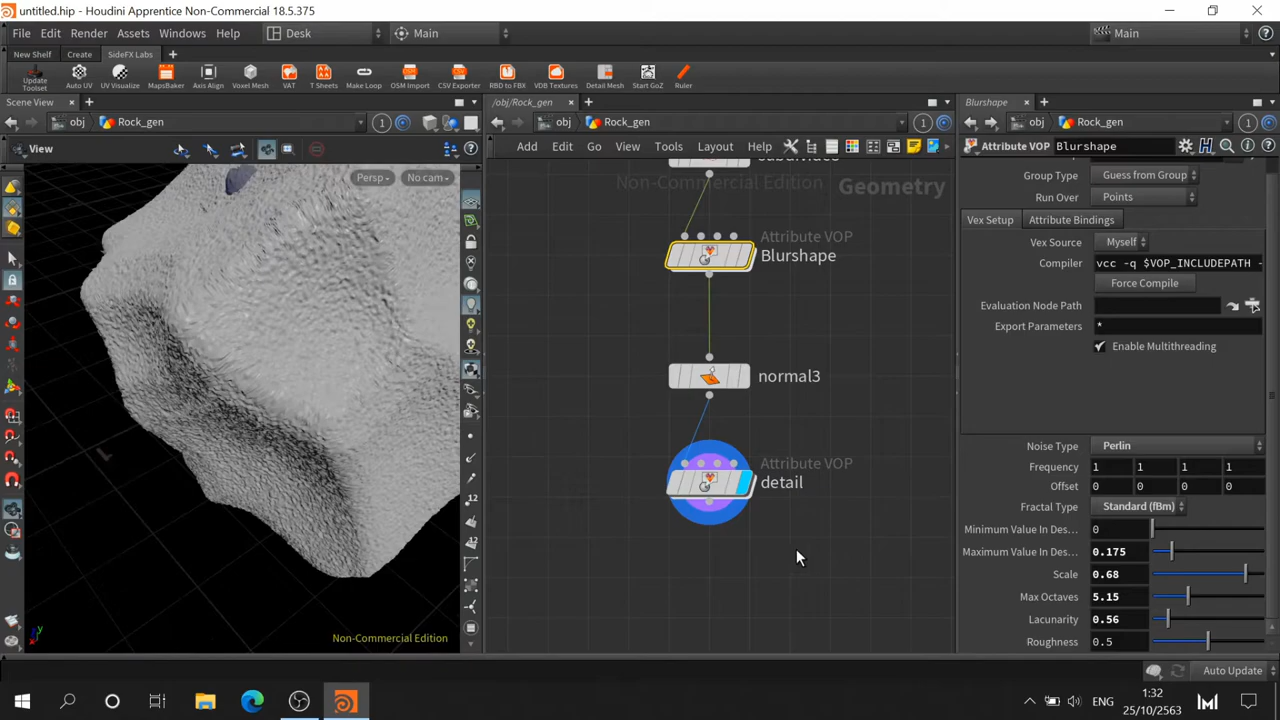 untitled.hip - Houdini Apprentice Non-Commercial 18.5.375
File Edit Render Assets Windows Help Desk Main Main
New Shelf Create SideFX Labs
Update Toolset Auto UV UV Visualize MapsBaker Axis Align Voxel Mesh VAT T Sheets Make Loop OSM Import CSV Exporter RBD to FBX VDB Textures Detail Mesh Start GoZ Ruler
Scene View
obj Rock_gen 1
View
Persp No cam
Non-Commercial Edition
/obj/Rock_gen
obj Rock_gen 1
Add Edit Go View Tools Layout Help
Non-Commercial Edition Geometry
Attribute VOP
Blurshape
normal3
Attribute VOP
detail
Blurshape
obj Rock_gen 1
Attribute VOP Blurshape
Group Type Guess from Group
Run Over Points
Vex Setup Attribute Bindings
Vex Source Myself
Compiler vcc -q $VOP_INCLUDEPATH -
Force Compile
Evaluation Node Path
Export Parameters *
Enable Multithreading
Noise Type Perlin
Frequency 1 1 1 1
Offset 0 0 0 0
Fractal Type Standard (fBm)
Minimum Value In Des... 0
Maximum Value In Des... 0.175
Scale 0.68
Max Octaves 5.15
Lacunarity 0.56
Roughness 0.5
Auto Update
ENG
1:32
25/10/2563